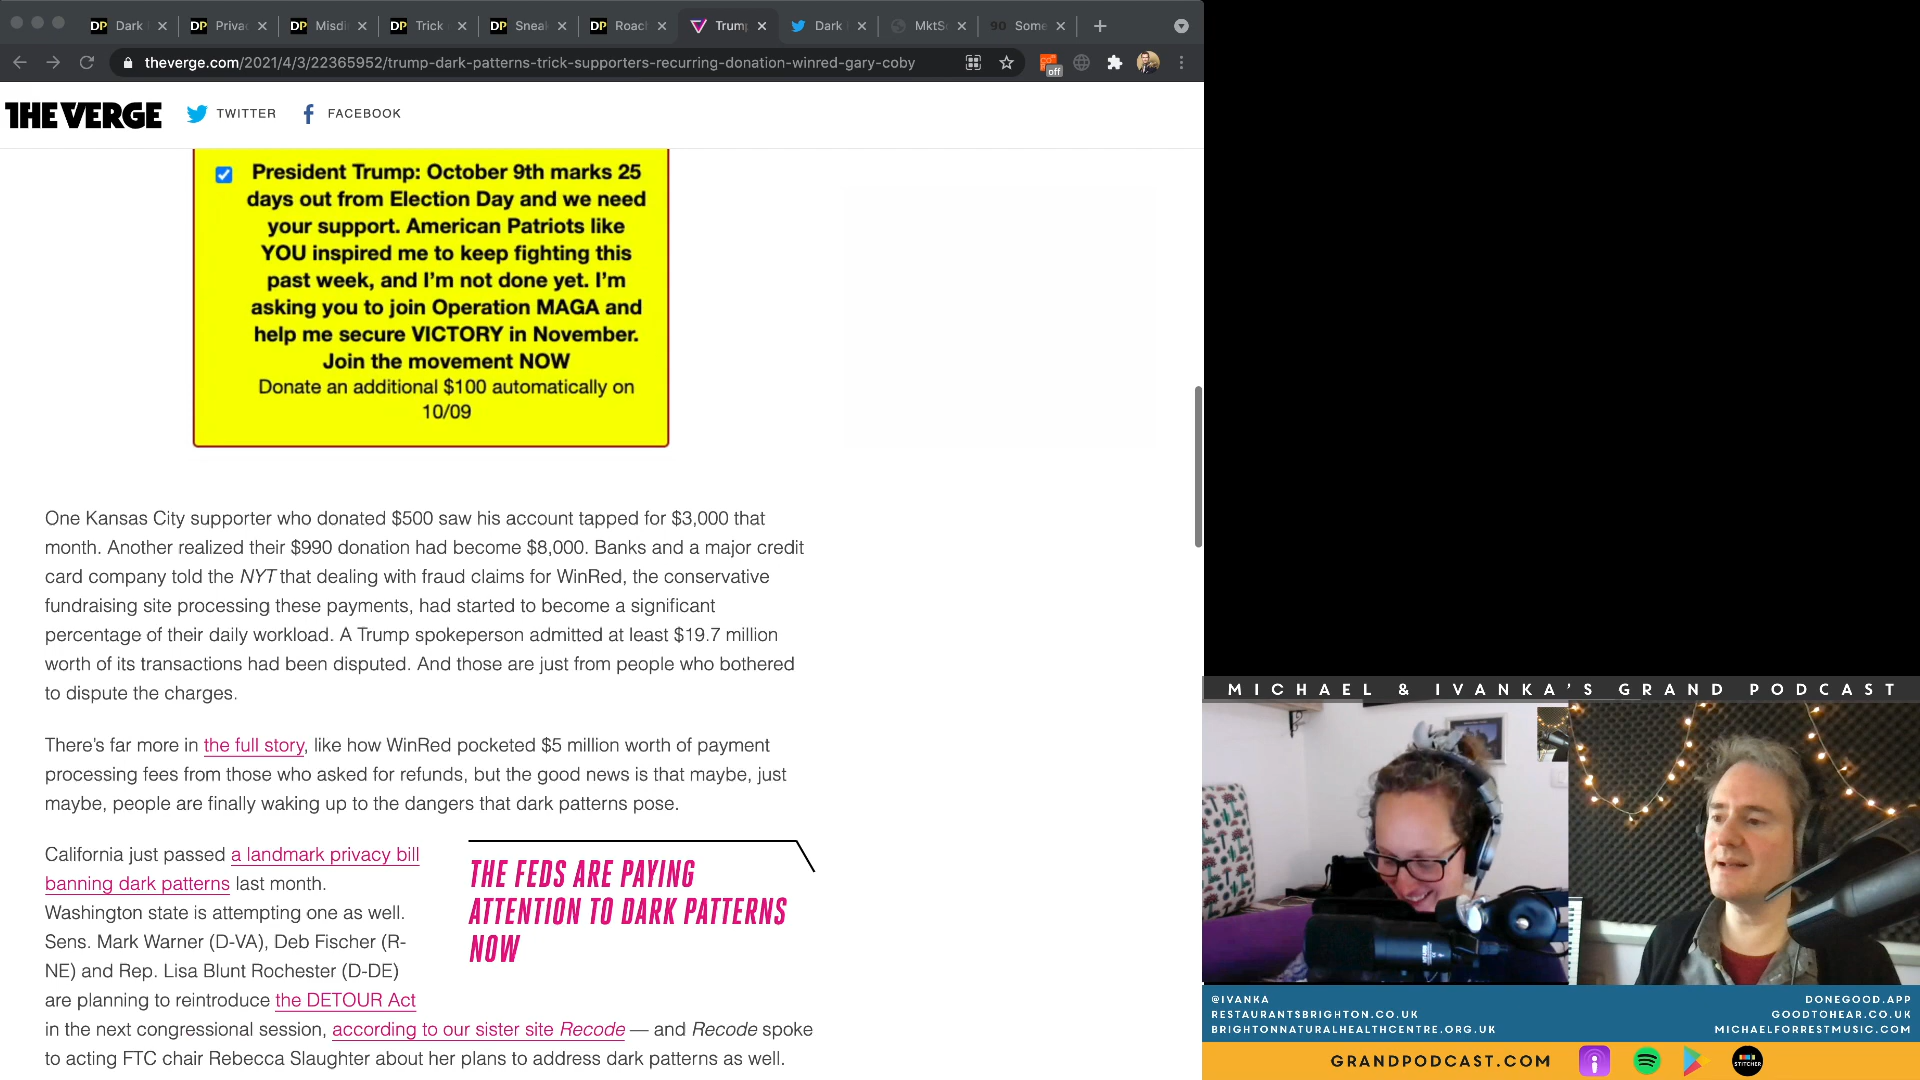 DP Dark
DP Priva
DP Misdi
DP Trick
DP Sneal
DP Roac
Trump
Dark
MktS
90 Some
theverge.com/2021/4/3/22365952/trump-dark-patterns-trick-supporters-recurring-donation-winred-gary-coby
off
THE VERGE
TWITTER
FACEBOOK
President Trump: October 9th marks 25
days out from Election Day and we need
your support. American Patriots like
YOU inspired me to keep fighting this
past week, and I'm not done yet. I'm
asking you to join Operation MAGA and
help me secure VICTORY in November.
Join the movement NOW
Donate an additional $100 automatically on
10/09
One Kansas City supporter who donated $500 saw his account tapped for $3,000 that
month. Another realized their $990 donation had become $8,000. Banks and a major credit
card company told the NYT that dealing with fraud claims for WinRed, the conservative
fundraising site processing these payments, had started to become a significant
percentage of their daily workload. A Trump spokeperson admitted at least $19.7 million
worth of its transactions had been disputed. And those are just from people who bothered
to dispute the charges.
There's far more in the full story, like how WinRed pocketed $5 million worth of payment
processing fees from those who asked for refunds, but the good news is that maybe, just
maybe, people are finally waking up to the dangers that dark patterns pose.
California just passed a landmark privacy bill
banning dark patterns last month.
Washington state is attempting one as well.
Sens. Mark Warner (D-VA), Deb Fischer (R-
NE) and Rep. Lisa Blunt Rochester (D-DE)
are planning to reintroduce the DETOUR Act
in the next congressional session, according to our sister site Recode — and Recode spoke
to acting FTC chair Rebecca Slaughter about her plans to address dark patterns as well.
THE FEDS ARE PAYING
ATTENTION TO DARK PATTERNS
NOW
MICHAEL & IVANKA'S GRAND PODCAST
@IVANKA
RESTAURANTSBRIGHTON.CO.UK
BRIGHTONNATURALHEALTHCENTRE.ORG.UK
DONEGOOD.APP
GOODTOHEAR.CO.UK
MICHAELFORRESTMUSIC.COM
GRANDPODCAST.COM
STITCHER